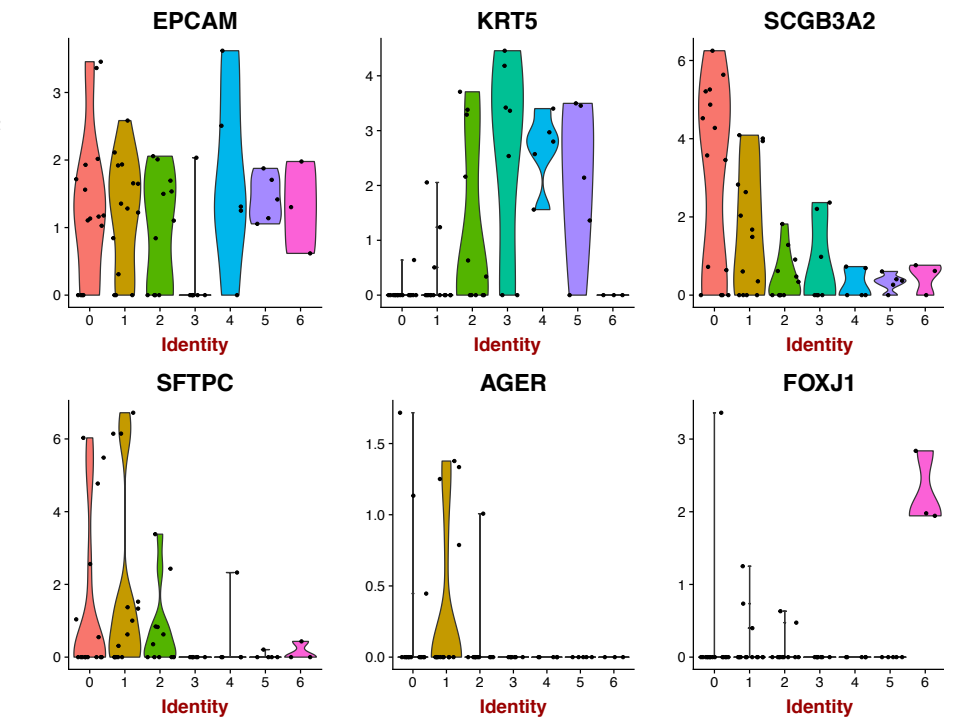 EPCAM KRT5 SCGB3A2
3 2 1 0
4 3 2 1 0
6 4 2 0
0 1 2 3 4 5 6 0 1 2 3 4 5 6 0 1 2 3 4 5 6
Identity Identity Identity
SFTPC AGER FOXJ1
6 4 2 0
1.5 1.0 0.5 0.0
3 2 1 0
0 1 2 3 4 5 6 0 1 2 3 4 5 6 0 1 2 3 4 5 6
Identity Identity Identity